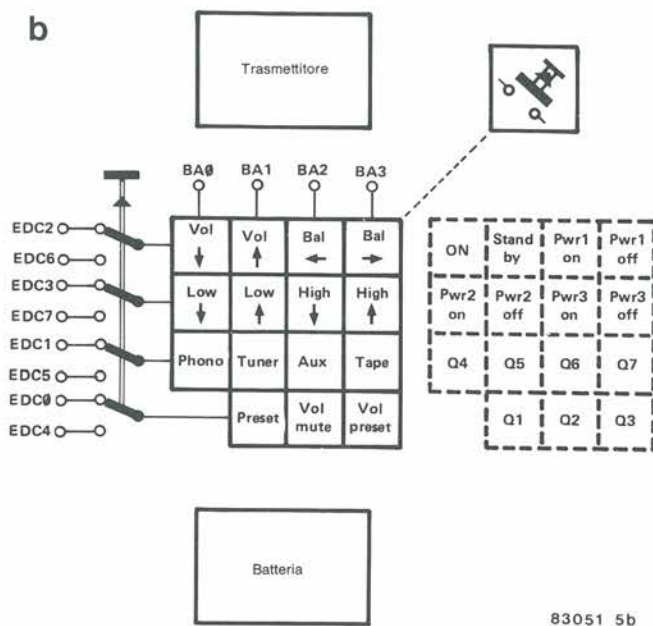 b
Trasmettitore
BAØ BA1 BA2 BA3
EDC2
EDC6
EDC3
EDC7
EDC1
EDC5
EDCØ
EDC4
Vol ↓ Vol ↑ Bal ← Bal →
Low ↓ Low ↑ High ↓ High ↑
Phono Tuner Aux Tape
Preset Vol mute Vol preset
ON Stand by Pwr1 on Pwr1 off
Pwr2 on Pwr2 off Pwr3 on Pwr3 off
Q4 Q5 Q6 Q7
Q1 Q2 Q3
Batteria
83051 5b